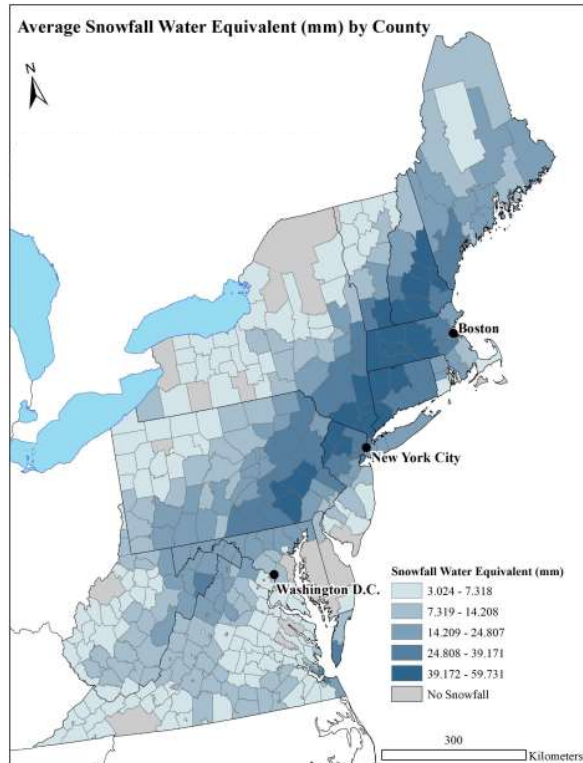 Average Snowfall Water Equivalent (mm) by County
N
Boston
New York City
Washington D.C.
Snowfall Water Equivalent (mm)
3.024 - 7.318
7.319 - 14.208
14.209 - 24.807
24.808 - 39.171
39.172 - 59.731
No Snowfall
300
Kilometers